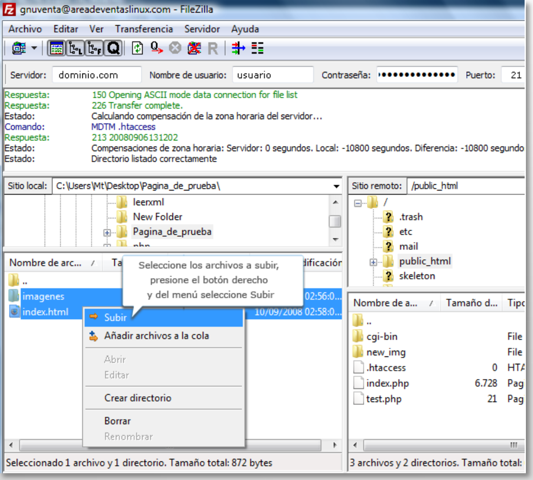 gnuventa@areadeventaslinux.com - FileZilla
Archivo Editar Ver Transferencia Servidor Ayuda
Servidor: dominio.com Nombre de usuario: usuario Contraseña: •••••••••••••• Puerto: 21
Respuesta: 150 Opening ASCII mode data connection for file list
Respuesta: 226 Transfer complete.
Estado: Calculando compensación de la zona horaria del servidor...
Comando: MDTM .htaccess
Respuesta: 213 20080906131202
Estado: Compensaciones de zona horaria: Servidor: 0 segundos. Local: -10800 segundos. Diferencia: -10800 segundos
Estado: Directorio listado correctamente
Sitio local: C:\Users\Mt\Desktop\Pagina_de_prueba\
leerxml
New Folder
Pagina_de_prueba
php
Sitio remoto: /public_html
/
.trash
etc
mail
public_html
skeleton
Nombre de arc...
..
imagenes 02:56:0...
index.html 10/09/2008 02:58:0...
Seleccione los archivos a subir,
presione el botón derecho
y del menú seleccione Subir
Subir
Añadir archivos a la cola
Abrir
Editar
Crear directorio
Borrar
Renombrar
Nombre de a... Tamaño d... Tipo
..
cgi-bin File
new_img File
.htaccess 0 HTA
index.php 6.728 Pag
test.php 21 Pag
Seleccionado 1 archivo y 1 directorio. Tamaño total: 872 bytes
3 archivos y 2 directorios. Tamaño total: